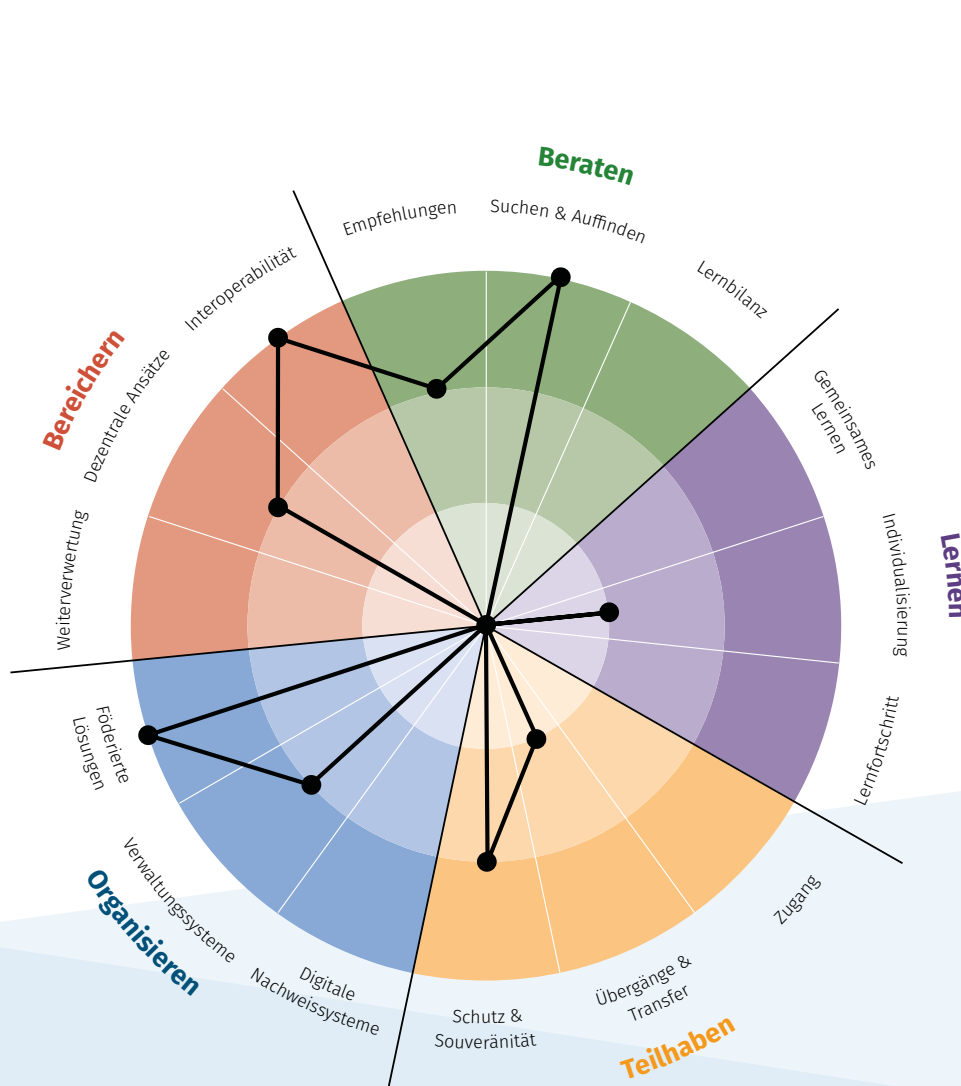 Beraten
Empfehlungen
Suchen & Auffinden
Lernbilanz
Lernen
Gemeinsames
Lernen
Individualisierung
Lernfortschritt
Teilhaben
Zugang
Übergänge &
Transfer
Schutz &
Souveränität
Organisieren
Digitale
Nachweissysteme
Verwaltungssysteme
Föderierte
Lösungen
Bereichern
Weiterverwertung
Dezentrale Ansätze
Interoperabilität